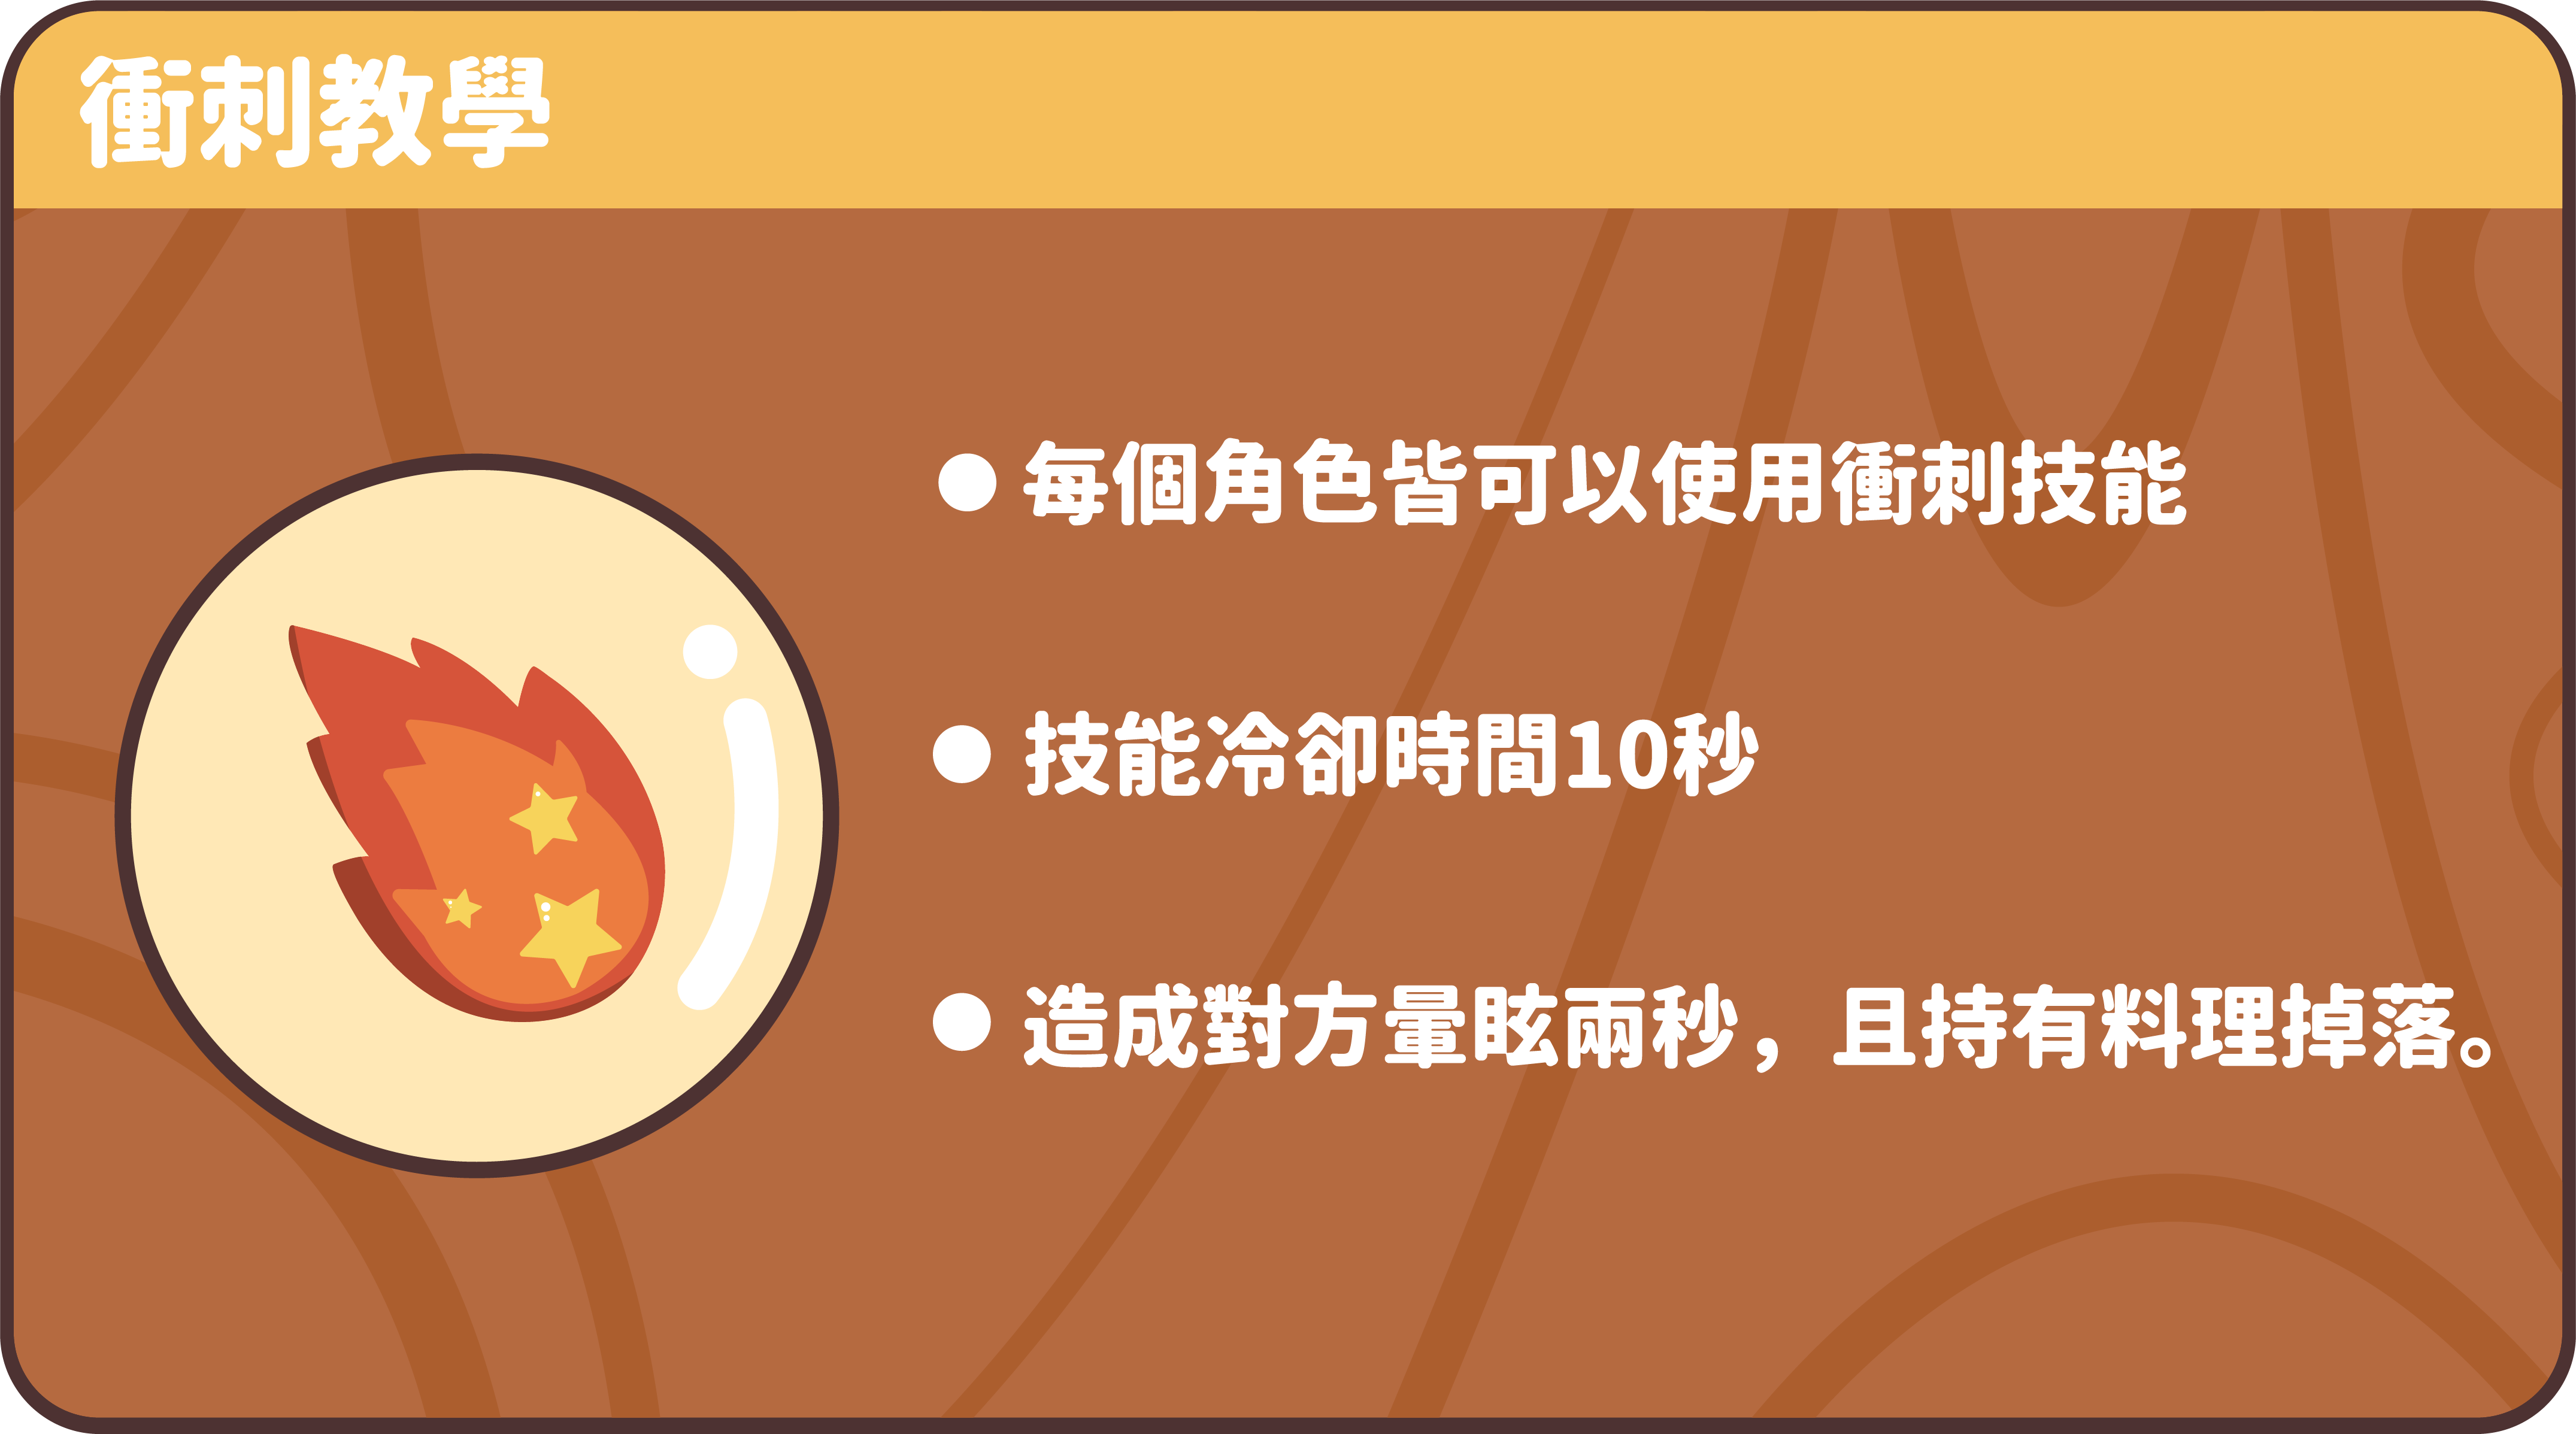 衝刺教學
●每個角色皆可以使用衝刺技能
●技能冷卻時間10秒
●造成對方暈眩兩秒，且持有料理掉落。